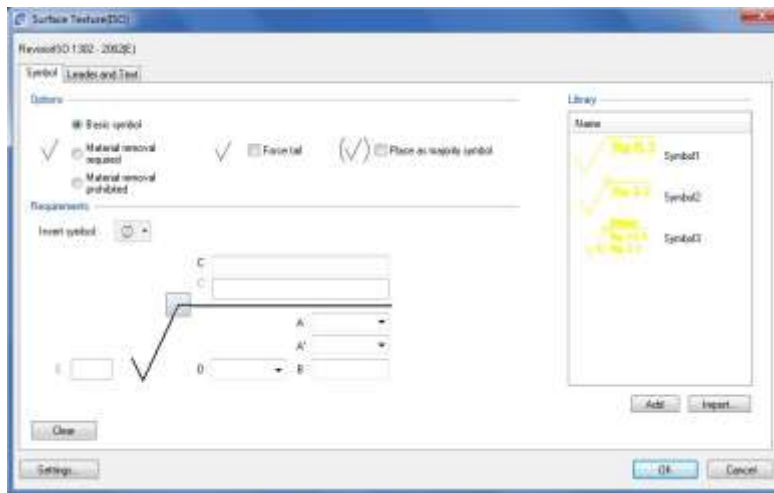 Surface Texture(ISO)
Revision ISO 1302 - 2002(E)
Symbol Leader and Text
Options
Basic symbol
Material removal required
Force tail
Place as majority symbol
Material removal prohibited
Requirements
Invert symbol
C
C
A
A'
D
B
Clear
Library
Name
Symbol1
Symbol2
Symbol3
Add Import...
Settings... OK Cancel